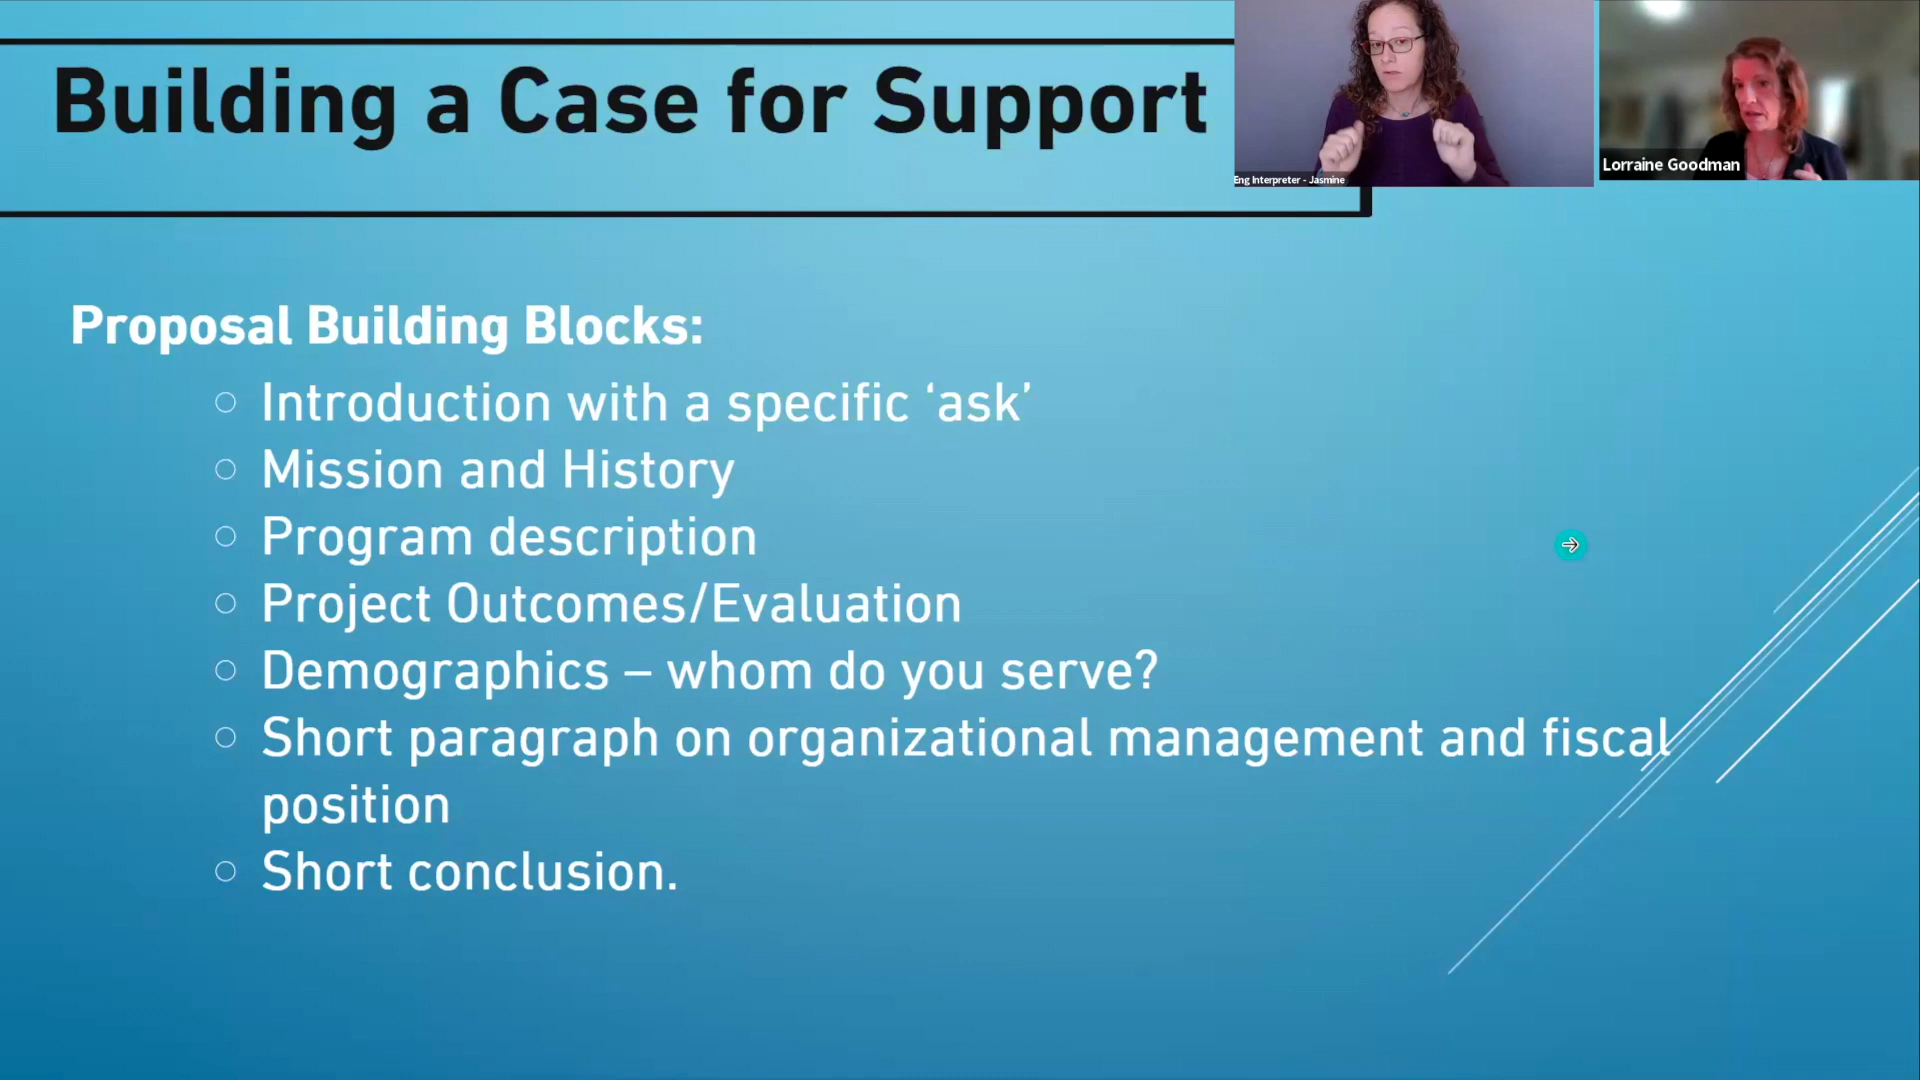 Building a Case for Support
Eng Interpreter - Jasmine
Lorraine Goodman
Proposal Building Blocks:
Introduction with a specific ‘ask’
Mission and History
Program description
Project Outcomes/Evaluation
Demographics – whom do you serve?
Short paragraph on organizational management and fiscal
position
Short conclusion.